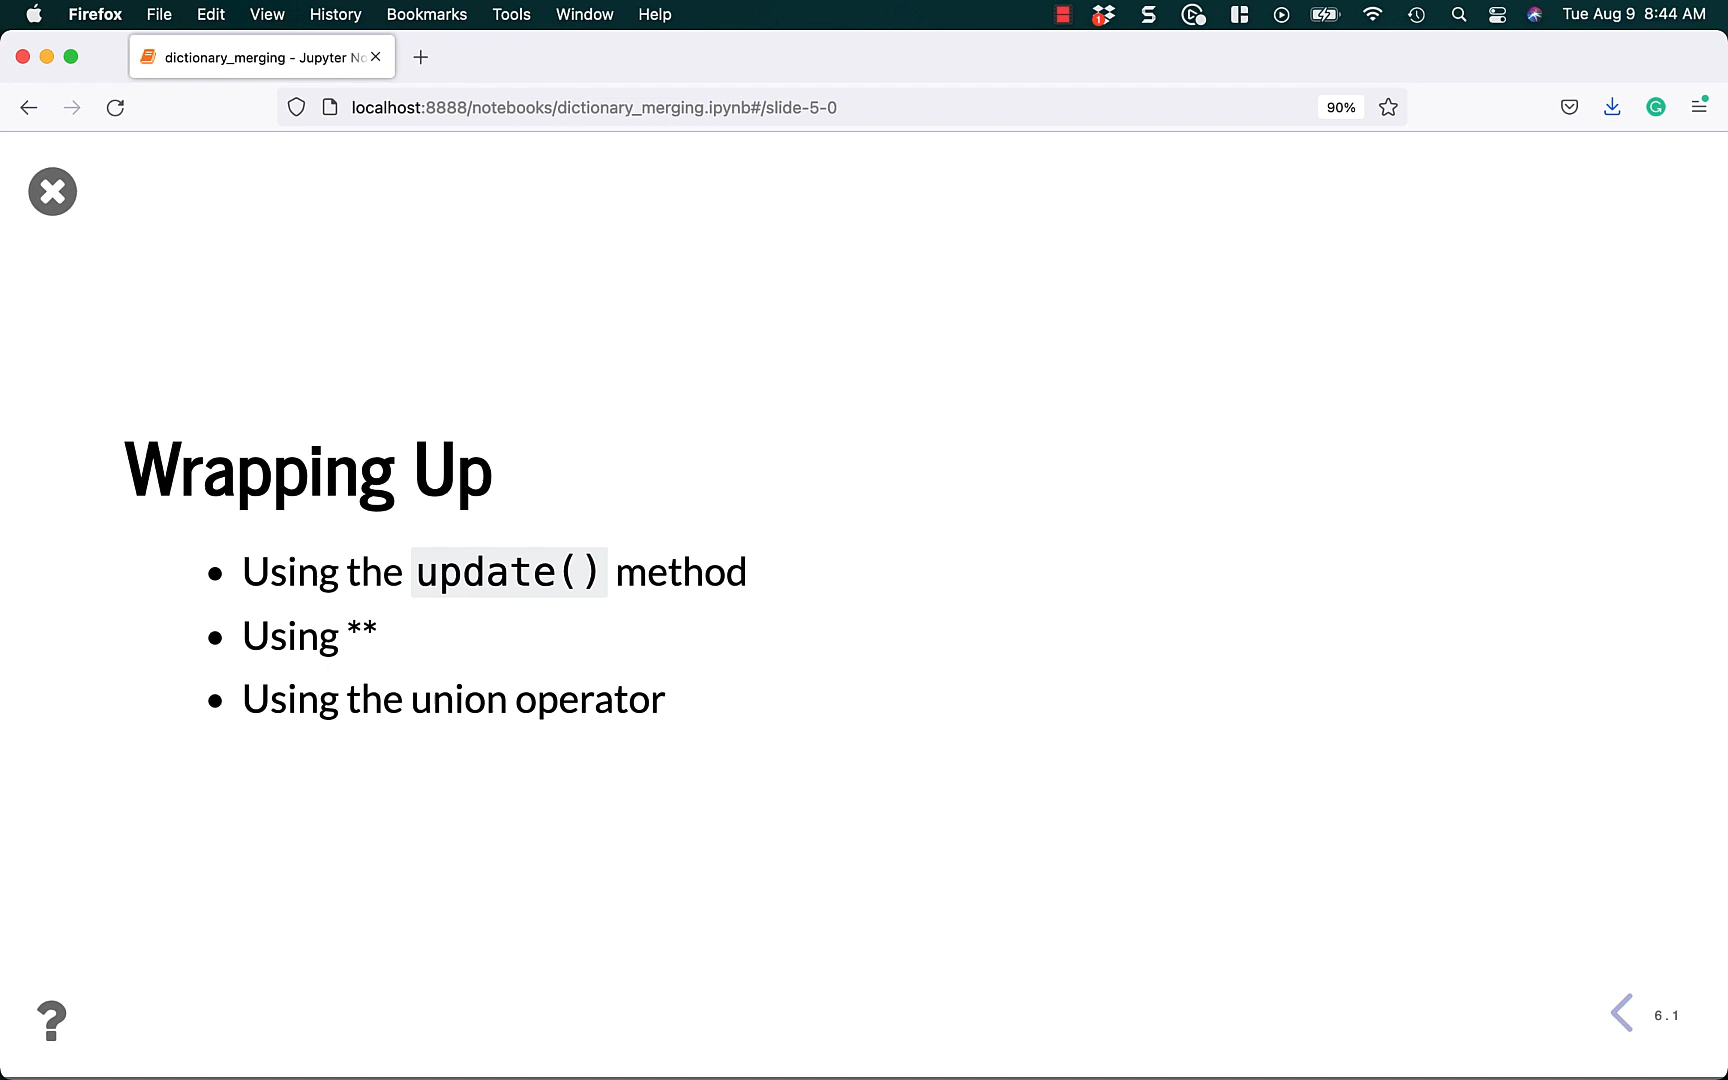 Firefox File Edit View History Bookmarks Tools Window Help 1 S Tue Aug 9 8:44 AM
dictionary_merging - Jupyter No
localhost:8888/notebooks/dictionary_merging.ipynb#/slide-5-0 90%
Wrapping Up
• Using the update() method
• Using **
• Using the union operator
? 6.1